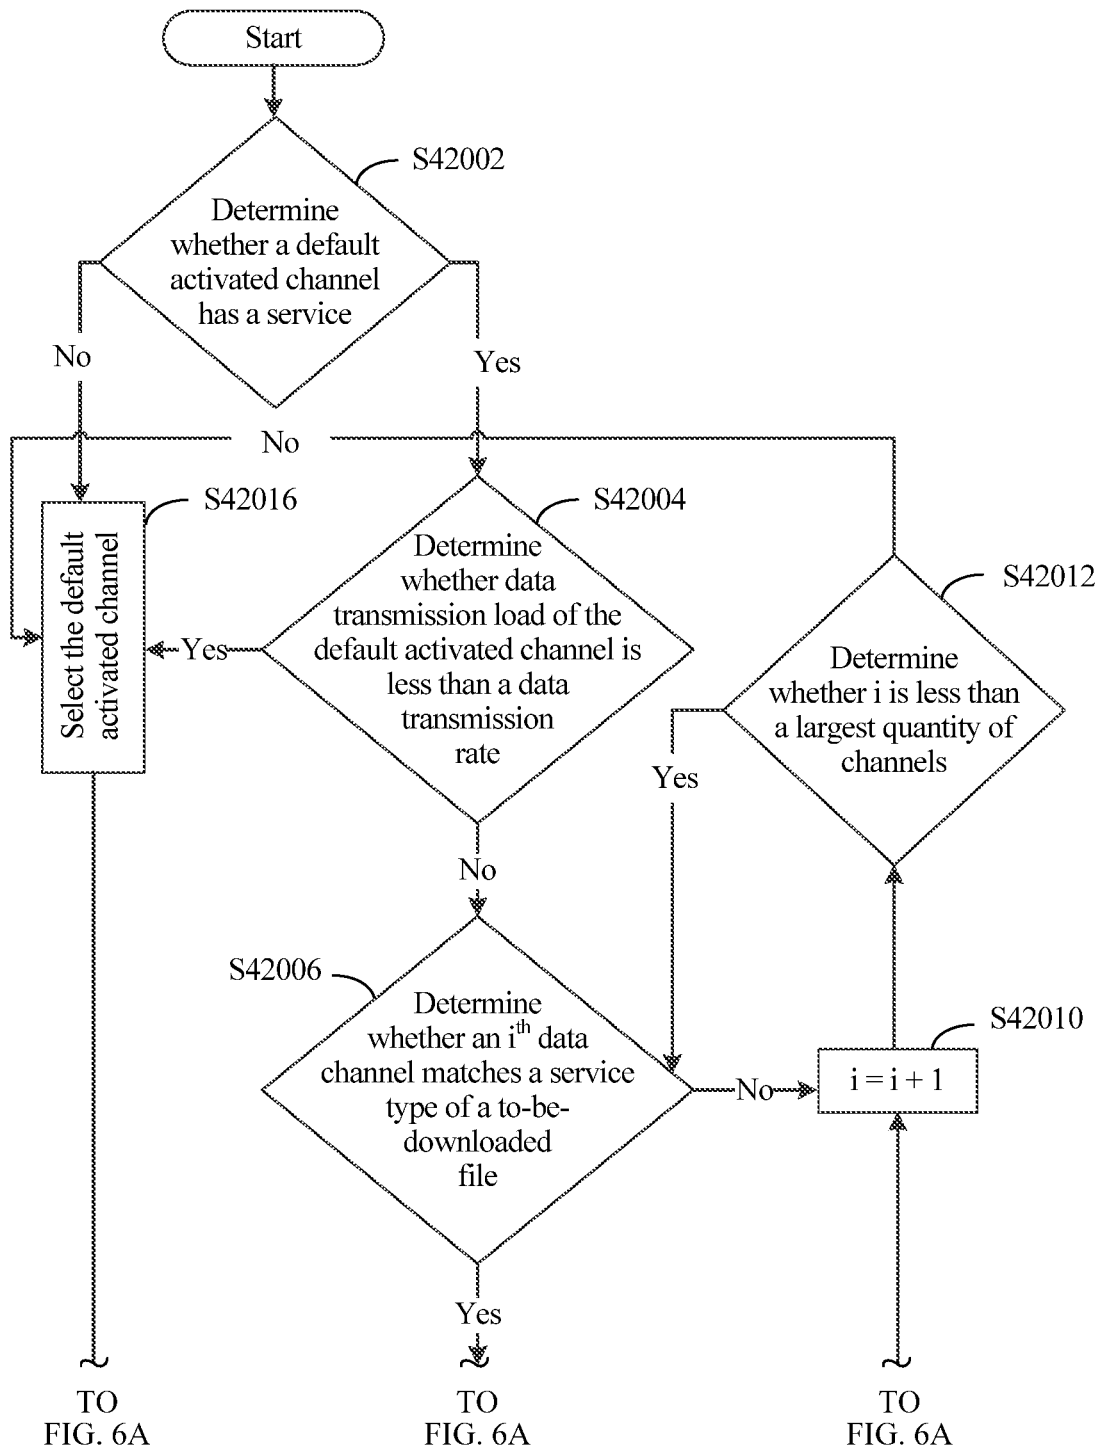 Start
S42002
Determine
whether a default
activated channel
has a service
No
Yes
No
S42016
Select the default
activated channel
S42004
Determine
whether data
transmission load of the
default activated channel is
less than a data
transmission
rate
Yes
S42012
Determine
whether i is less than
a largest quantity of
channels
Yes
No
S42006
Determine
whether an ith data
channel matches a service
type of a to-be-
downloaded
file
No
S42010
i = i + 1
Yes
TO
FIG. 6A
TO
FIG. 6A
TO
FIG. 6A